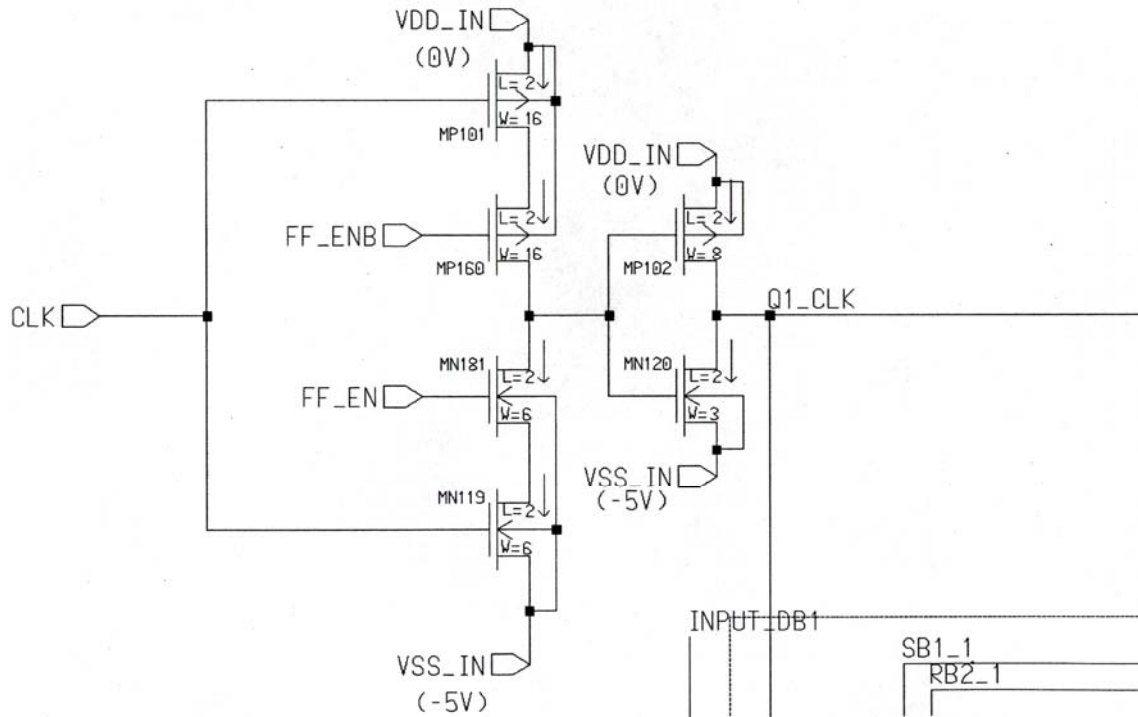 VDD_IN
(0V)
L=2
W=16
MP101
VDD_IN
(0V)
L=2
W=16
MP160
FF_ENB
L=2
W=8
MP102
CLK
Q1_CLK
MN181
L=2
W=6
FF_EN
MN120
L=2
W=3
VSS_IN
(-5V)
MN119
L=2
W=6
VSS_IN
(-5V)
INPUT_DB1
SB1_1
RB2_1